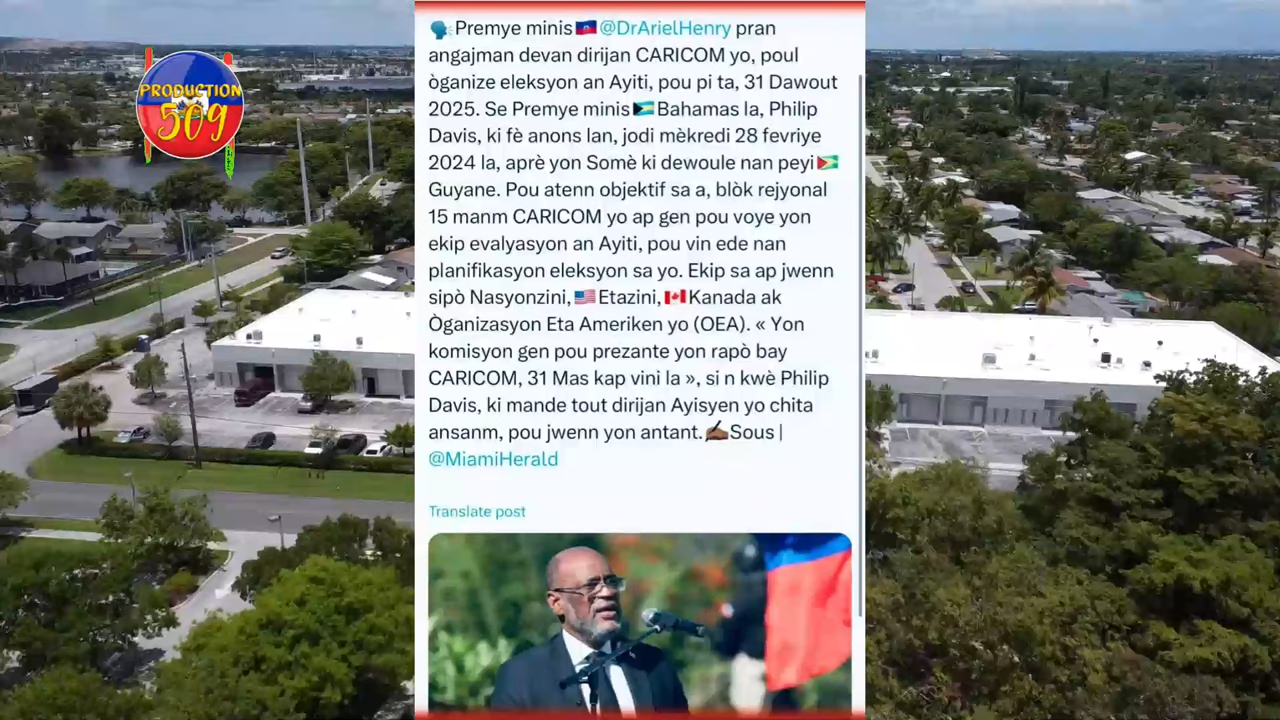 PRODUCTION
509
🗣Premye minis🇭🇹@DrArielHenry pran
angajman devan dirijan CARICOM yo, poul
òganize eleksyon an Ayiti, pou pi ta, 31 Dawout
2025. Se Premye minis🇧🇸Bahamas la, Philip
Davis, ki fè anons lan, jodi mèkredi 28 fevriye
2024 la, aprè yon Somè ki dewoule nan peyi🇬🇾
Guyane. Pou atenn objektif sa a, blòk rejyonal
15 manm CARICOM yo ap gen pou voye yon
ekip evalyasyon an Ayiti, pou vin ede nan
planifikasyon eleksyon sa yo. Ekip sa ap jwenn
sipò Nasyonzini,🇺🇸Etazini,🇨🇦Kanada ak
Òganizasyon Eta Ameriken yo (OEA). « Yon
komisyon gen pou prezante yon rapò bay
CARICOM, 31 Mas kap vini la », si n kwè Philip
Davis, ki mande tout dirijan Ayisyen yo chita
ansanm, pou jwenn yon antant.✍🏾Sous |
@MiamiHerald
Translate post